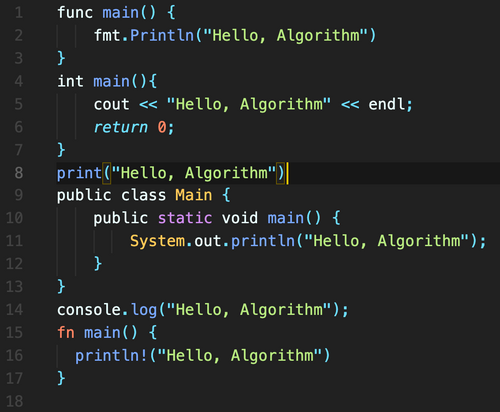 1 func main() {
2     fmt.Println("Hello, Algorithm")
3 }
4 int main(){
5     cout << "Hello, Algorithm" << endl;
6     return 0;
7 }
8 print("Hello, Algorithm")
9 public class Main {
10     public static void main() {
11         System.out.println("Hello, Algorithm");
12     }
13 }
14 console.log("Hello, Algorithm");
15 fn main() {
16   println!("Hello, Algorithm")
17 }
18